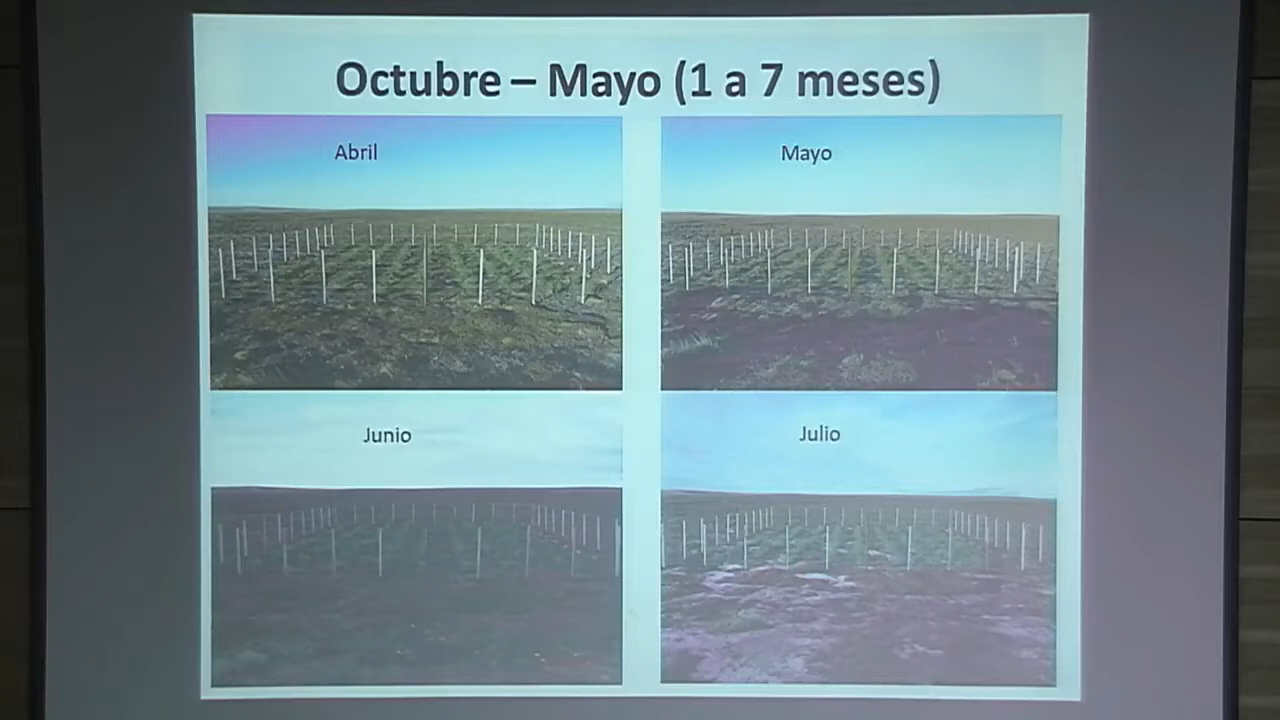 Octubre – Mayo (1 a 7 meses)
Abril
Mayo
Junio
Julio